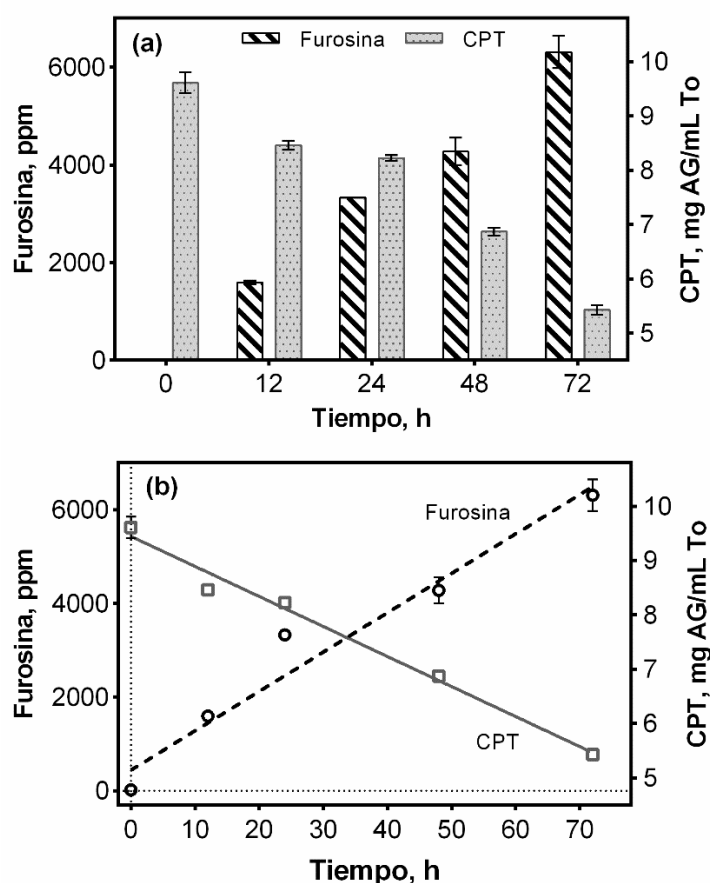 (a)
Furosina
CPT
6000
4000
2000
0
Furosina, ppm
10
9
8
7
6
5
CPT, mg AG/mL To
0 12 24 48 72
Tiempo, h
(b)
Furosina
CPT
6000
4000
2000
0
Furosina, ppm
10
9
8
7
6
5
CPT, mg AG/mL To
0 10 20 30 40 50 60 70
Tiempo, h